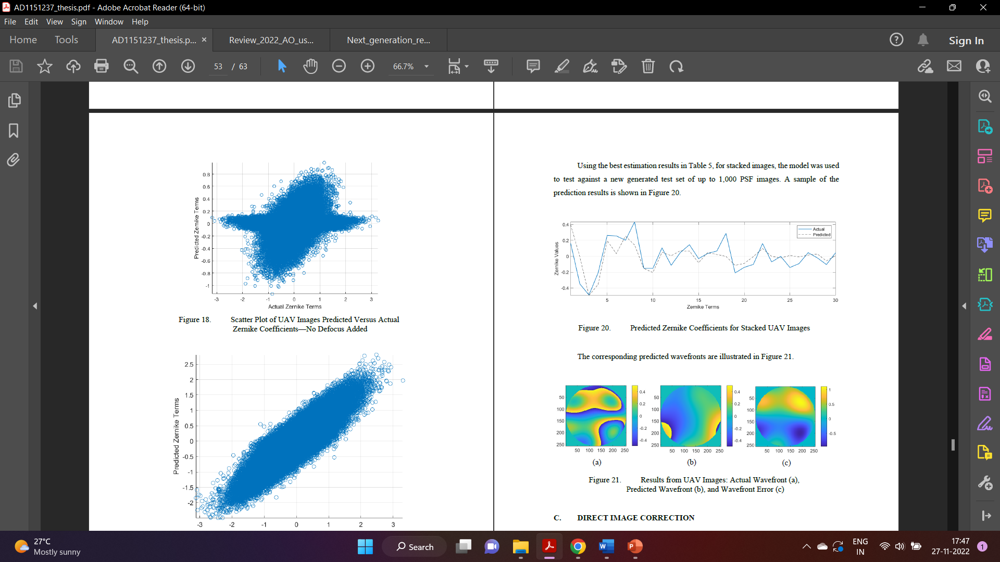 AD1151237_thesis.pdf - Adobe Acrobat Reader (64-bit)
File Edit View Sign Window Help
Home Tools AD1151237_thesis.p... × Review_2022_AO_us... Next_generation_re... Sign In
53 / 63 66.7%
0.8
0.6
0.4
0.2
0
-0.2
-0.4
-0.6
-0.8
-1
Predicted Zernike Terms
-3 -2 -1 0 1 2 3
Actual Zernike Terms
Figure 18. Scatter Plot of UAV Images Predicted Versus Actual
Zernike Coefficients—No Defocus Added
2.5
2
1.5
1
0.5
0
-0.5
-1
-1.5
-2
Predicted Zernike Terms
-3 -2 -1 0 1 2 3
Using the best estimation results in Table 5, for stacked images, the model was used
to test against a new generated test set of up to 1,000 PSF images. A sample of the
prediction results is shown in Figure 20.
0.4
0.2
0
-0.2
-0.4
Zernike Values
Actual
Predicted
5 10 15 20 25 30
Zernike Terms
Figure 20. Predicted Zernike Coefficients for Stacked UAV Images
The corresponding predicted wavefronts are illustrated in Figure 21.
50
100
150
200
250
50 100 150 200 250
0.4
0.2
0
-0.2
-0.4
(a)
50
100
150
200
250
50 100 150 200 250
0.4
0.2
0
-0.2
-0.4
(b)
50
100
150
200
250
50 100 150 200 250
1
0.5
0
-0.5
(c)
Figure 21. Results from UAV Images: Actual Wavefront (a),
Predicted Wavefront (b), and Wavefront Error (c)
C. DIRECT IMAGE CORRECTION
27°C
Mostly sunny
Search
ENG
IN
17:47
27-11-2022
1